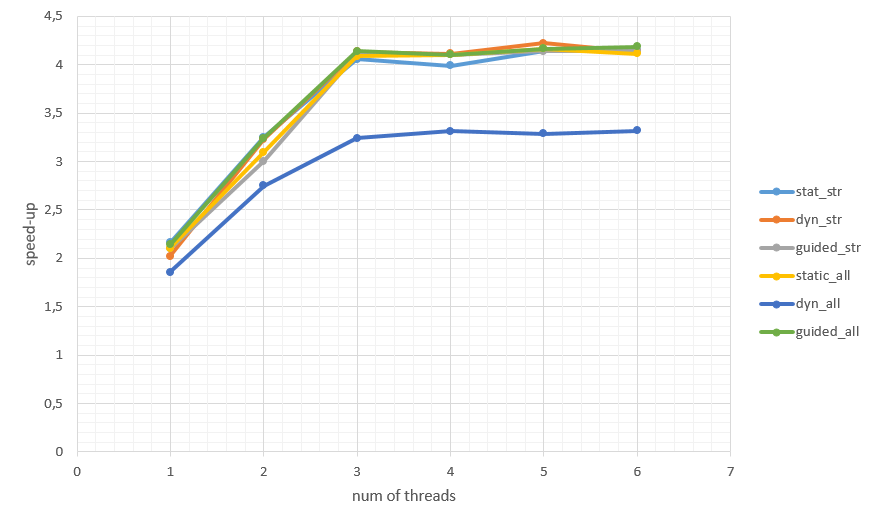 4,5
4
3,5
3
2,5
2
1,5
1
0,5
0
speed-up
0 1 2 3 4 5 6 7
num of threads
stat_str
dyn_str
guided_str
static_all
dyn_all
guided_all